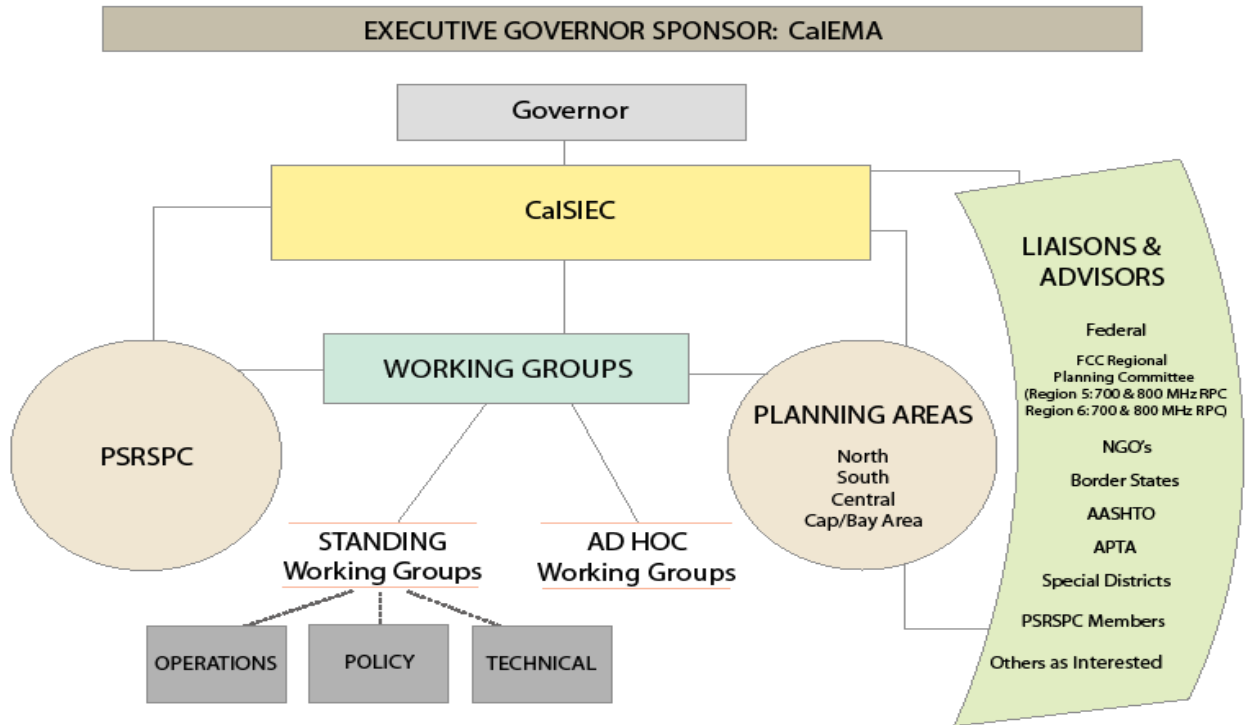 EXECUTIVE GOVERNOR SPONSOR: CalEMA
Governor
CalSIEC
WORKING GROUPS
PSRSPC
PLANNING AREAS
North
South
Central
Cap/Bay Area
STANDING
Working Groups
AD HOC
Working Groups
OPERATIONS
POLICY
TECHNICAL
LIAISONS &
ADVISORS
Federal
FCC Regional
Planning Committee
(Region 5:700 & 800 MHz RPC
Region 6:700 & 800 MHz RPC)
NGO's
Border States
AASHTO
APTA
Special Districts
PSRSPC Members
Others as Interested